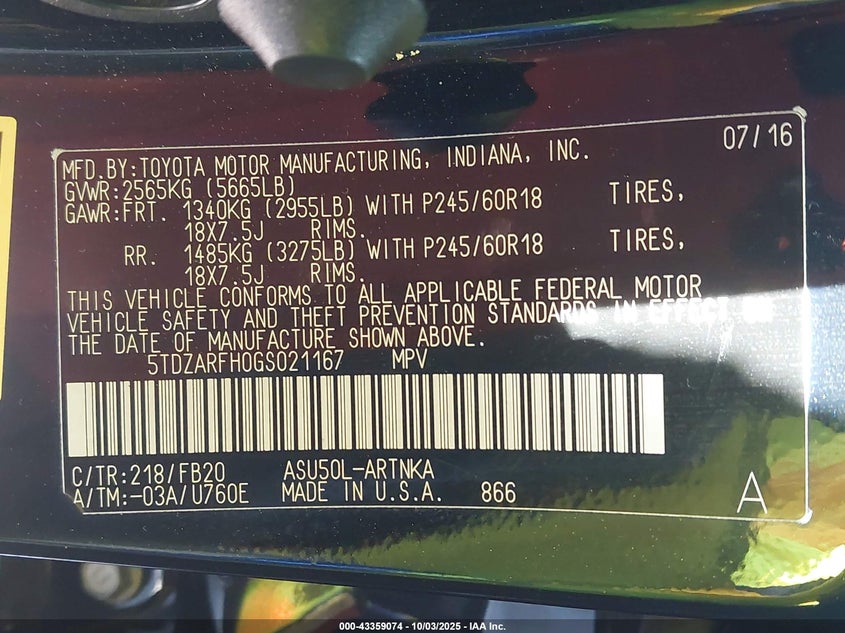 07/16
MFD.BY:TOYOTA MOTOR MANUFACTURING, INDIANA, INC.
GVWR:2565KG (5665LB)
GAWR:FRT. 1340KG (2955LB) WITH P245/60R18 TIRES,
18X7.5J RIMS.
RR. 1485KG (3275LB) WITH P245/60R18 TIRES,
18X7.5J RIMS.
THIS VEHICLE CONFORMS TO ALL APPLICABLE FEDERAL MOTOR
VEHICLE SAFETY AND THEFT PREVENTION STANDARDS IN EFFECT ON
THE DATE OF MANUFACTURE SHOWN ABOVE.
5TDZARFH0GS021167 MPV
C/TR:218/FB20 ASU50L-ARTNKA
A/TM:-03A/U760E MADE IN U.S.A. 866 A
000-43359074 - 10/03/2025 - IAA Inc.